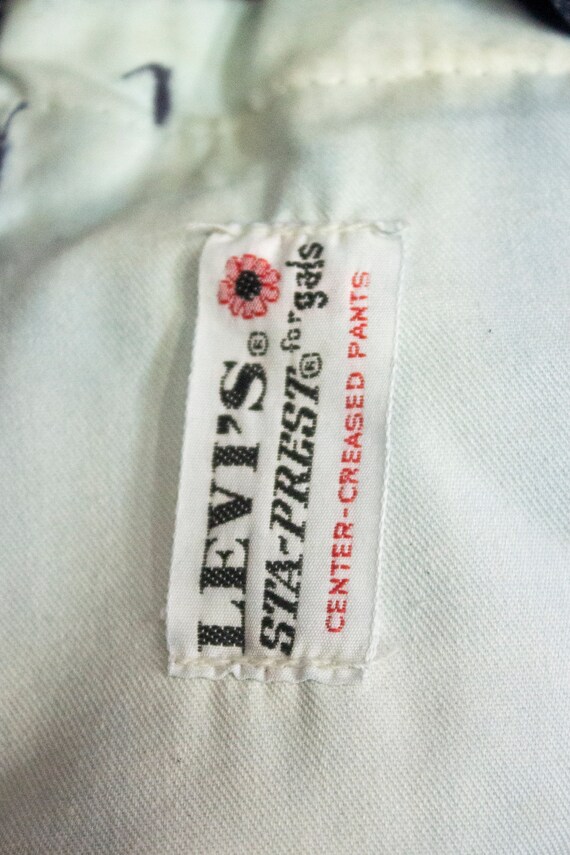 LEVI'S®
STA-PREST® for gals
CENTER-CREASED PANTS